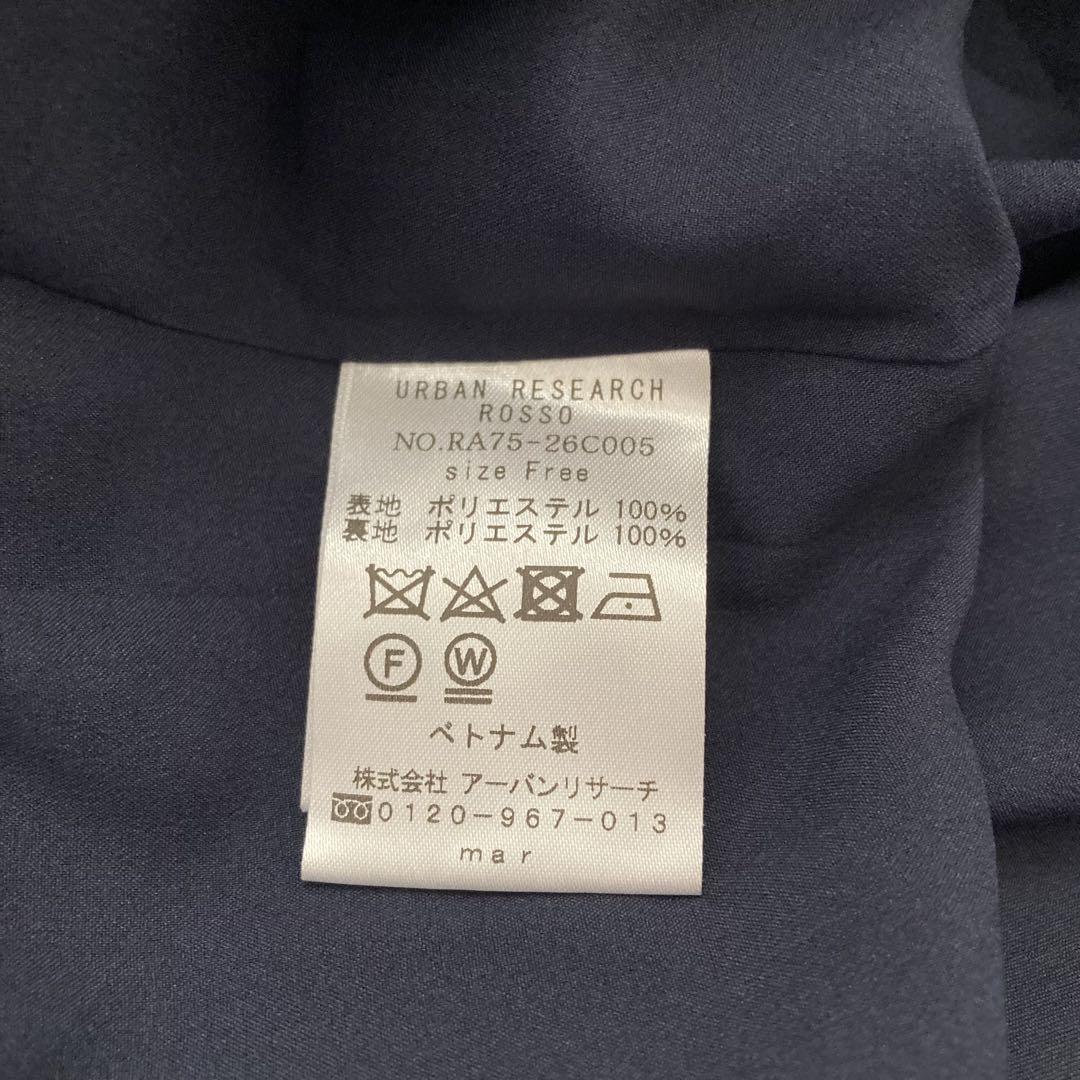 URBAN RESEARCH
ROSSO
NO.RA75-26C005
size Free
表地 ポリエステル 100%
裏地 ポリエステル 100%
F W
ベトナム製
株式会社 アーバンリサーチ
0120-967-013
mar